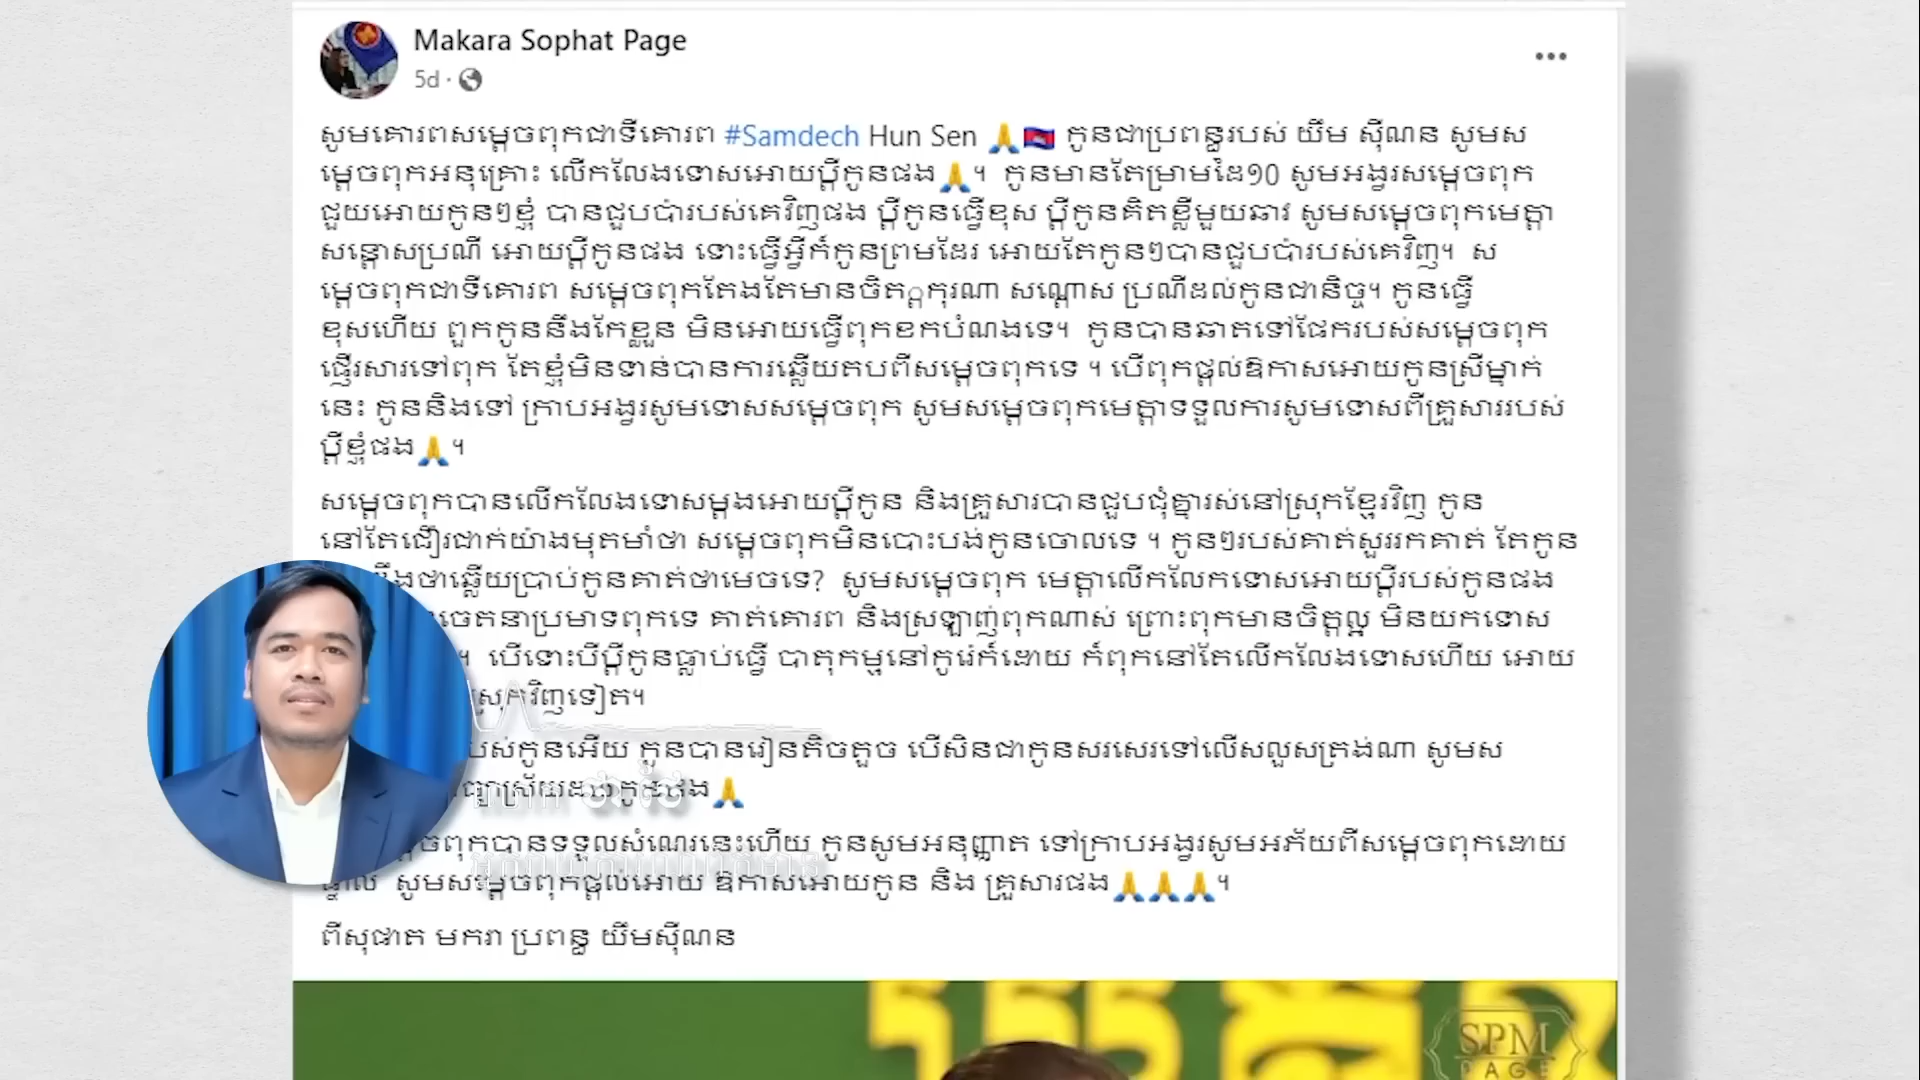 Makara Sophat Page
5d ·
សូមគោរពសម្ដេចពុកជាទីគោរព #Samdech Hun Sen 🙏🇰🇭 កូនជាប្រពន្ធរបស់ យឹម ស៊ីណន សូមស
ម្ដេចពុកអនុគ្រោះ លើកលែងទោសអោយប្ដីកូនផង🙏។ កូនមានតែម្រាមដៃ១០ សូមអង្វរសម្ដេចពុក
ជួយអោយកូនៗខ្ញុំ បានជួបប៉ារបស់គេវិញផង ប្ដីកូនធ្វើខុស ប្ដីកូនគិតខ្លីមួយឆាវ សូមសម្ដេចពុកមេត្តា
សន្ដោសប្រណី អោយប្ដីកូនផង ទោះធ្វើអ្វីក៍កូនព្រមដែរ អោយតែកូនៗបានជួបប៉ារបស់គេវិញ។ ស
ម្ដេចពុកជាទីគោរព សម្ដេចពុកតែងតែមានចិត្តករុណា សណ្ដោស ប្រណីដល់កូនជានិច្ច។ កូនធ្វើ
ខុសហើយ ពួកកូននឹងកែខ្លួន មិនអោយធ្វើពុកខកបំណងទេ។ កូនបានឆាតទៅផែករបស់សម្ដេចពុក
ផ្ញើរសារទៅពុក តែខ្ញុំមិនទាន់បានការឆ្លើយតបពីសម្ដេចពុកទេ ។ បើពុកផ្ដល់ឱកាសអោយកូនស្រីម្នាក់
នេះ កូននិងទៅ ក្រាបអង្វរសូមទោសសម្ដេចពុក សូមសម្ដេចពុកមេត្តាទទួលការសូមទោសពីគ្រួសាររបស់
ប្ដីខ្ញុំផង🙏។
សម្ដេចពុកបានលើកលែងទោសម្ដងអោយប្ដីកូន និងគ្រួសារបានជួបជុំគ្នារស់នៅស្រុកខ្មែរវិញ កូន
នៅតែជឿរជាក់យ៉ាងមុតមាំថា សម្ដេចពុកមិនបោះបង់កូនចោលទេ ។ កូនៗរបស់គាត់សួររកគាត់ តែកូន
ដឹងថាឆ្លើយប្រាប់កូនគាត់ថាមេចទេ? សូមសម្ដេចពុក មេត្តាលើកលែកទោសអោយប្ដីរបស់កូនផង
ចេតនាប្រមាទពុកទេ គាត់គោរព និងស្រឡាញ់ពុកណាស់ ព្រោះពុកមានចិត្តល្អ មិនយកទោស
។ បើទោះបីប្ដីកូនធ្លាប់ធ្វើ បាតុកម្មនៅកូរ៉េក៍ដោយ ក៍ពុកនៅតែលើកលែងទោសហើយ អោយ
ស្រុកវិញទៀត។
របស់កូនអើយ កូនបានរៀនតិចតួច បើសិនជាកូនសរសេរទៅលើសលួសត្រង់ណា សូមស
🙏
ពុកបានទទួលសំណេរនេះហើយ កូនសូមអនុញ្ញាត ទៅក្រាបអង្វរសូមអភ័យពីសម្ដេចពុកដោយ
សូមសម្ដេចពុកផ្ដល់អោយ ឱកាសអោយកូន និង គ្រួសារផង🙏🙏🙏។
ពីសុផាត មករា ប្រពន្ធ យឹមស៊ីណន
SPM
PAGE